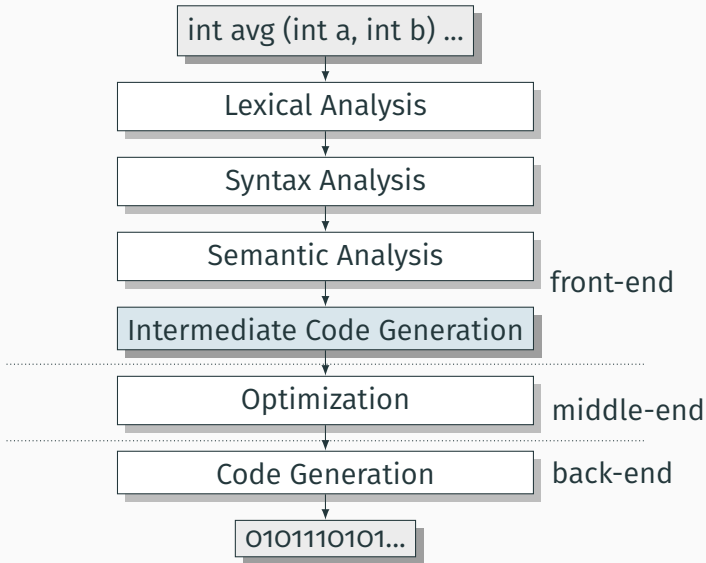 int avg (int a, int b) ...
Lexical Analysis
Syntax Analysis
Semantic Analysis
front-end
Intermediate Code Generation
Optimization
middle-end
Code Generation
back-end
0101110101...